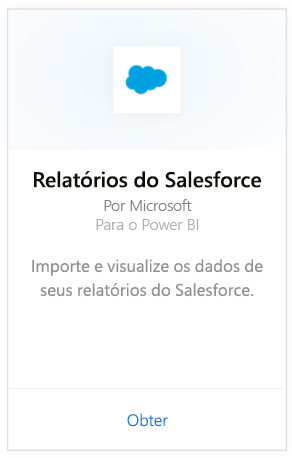 Relatórios do Salesforce
Por Microsoft
Para o Power BI
Importe e visualize os dados de
seus relatórios do Salesforce.
Obter